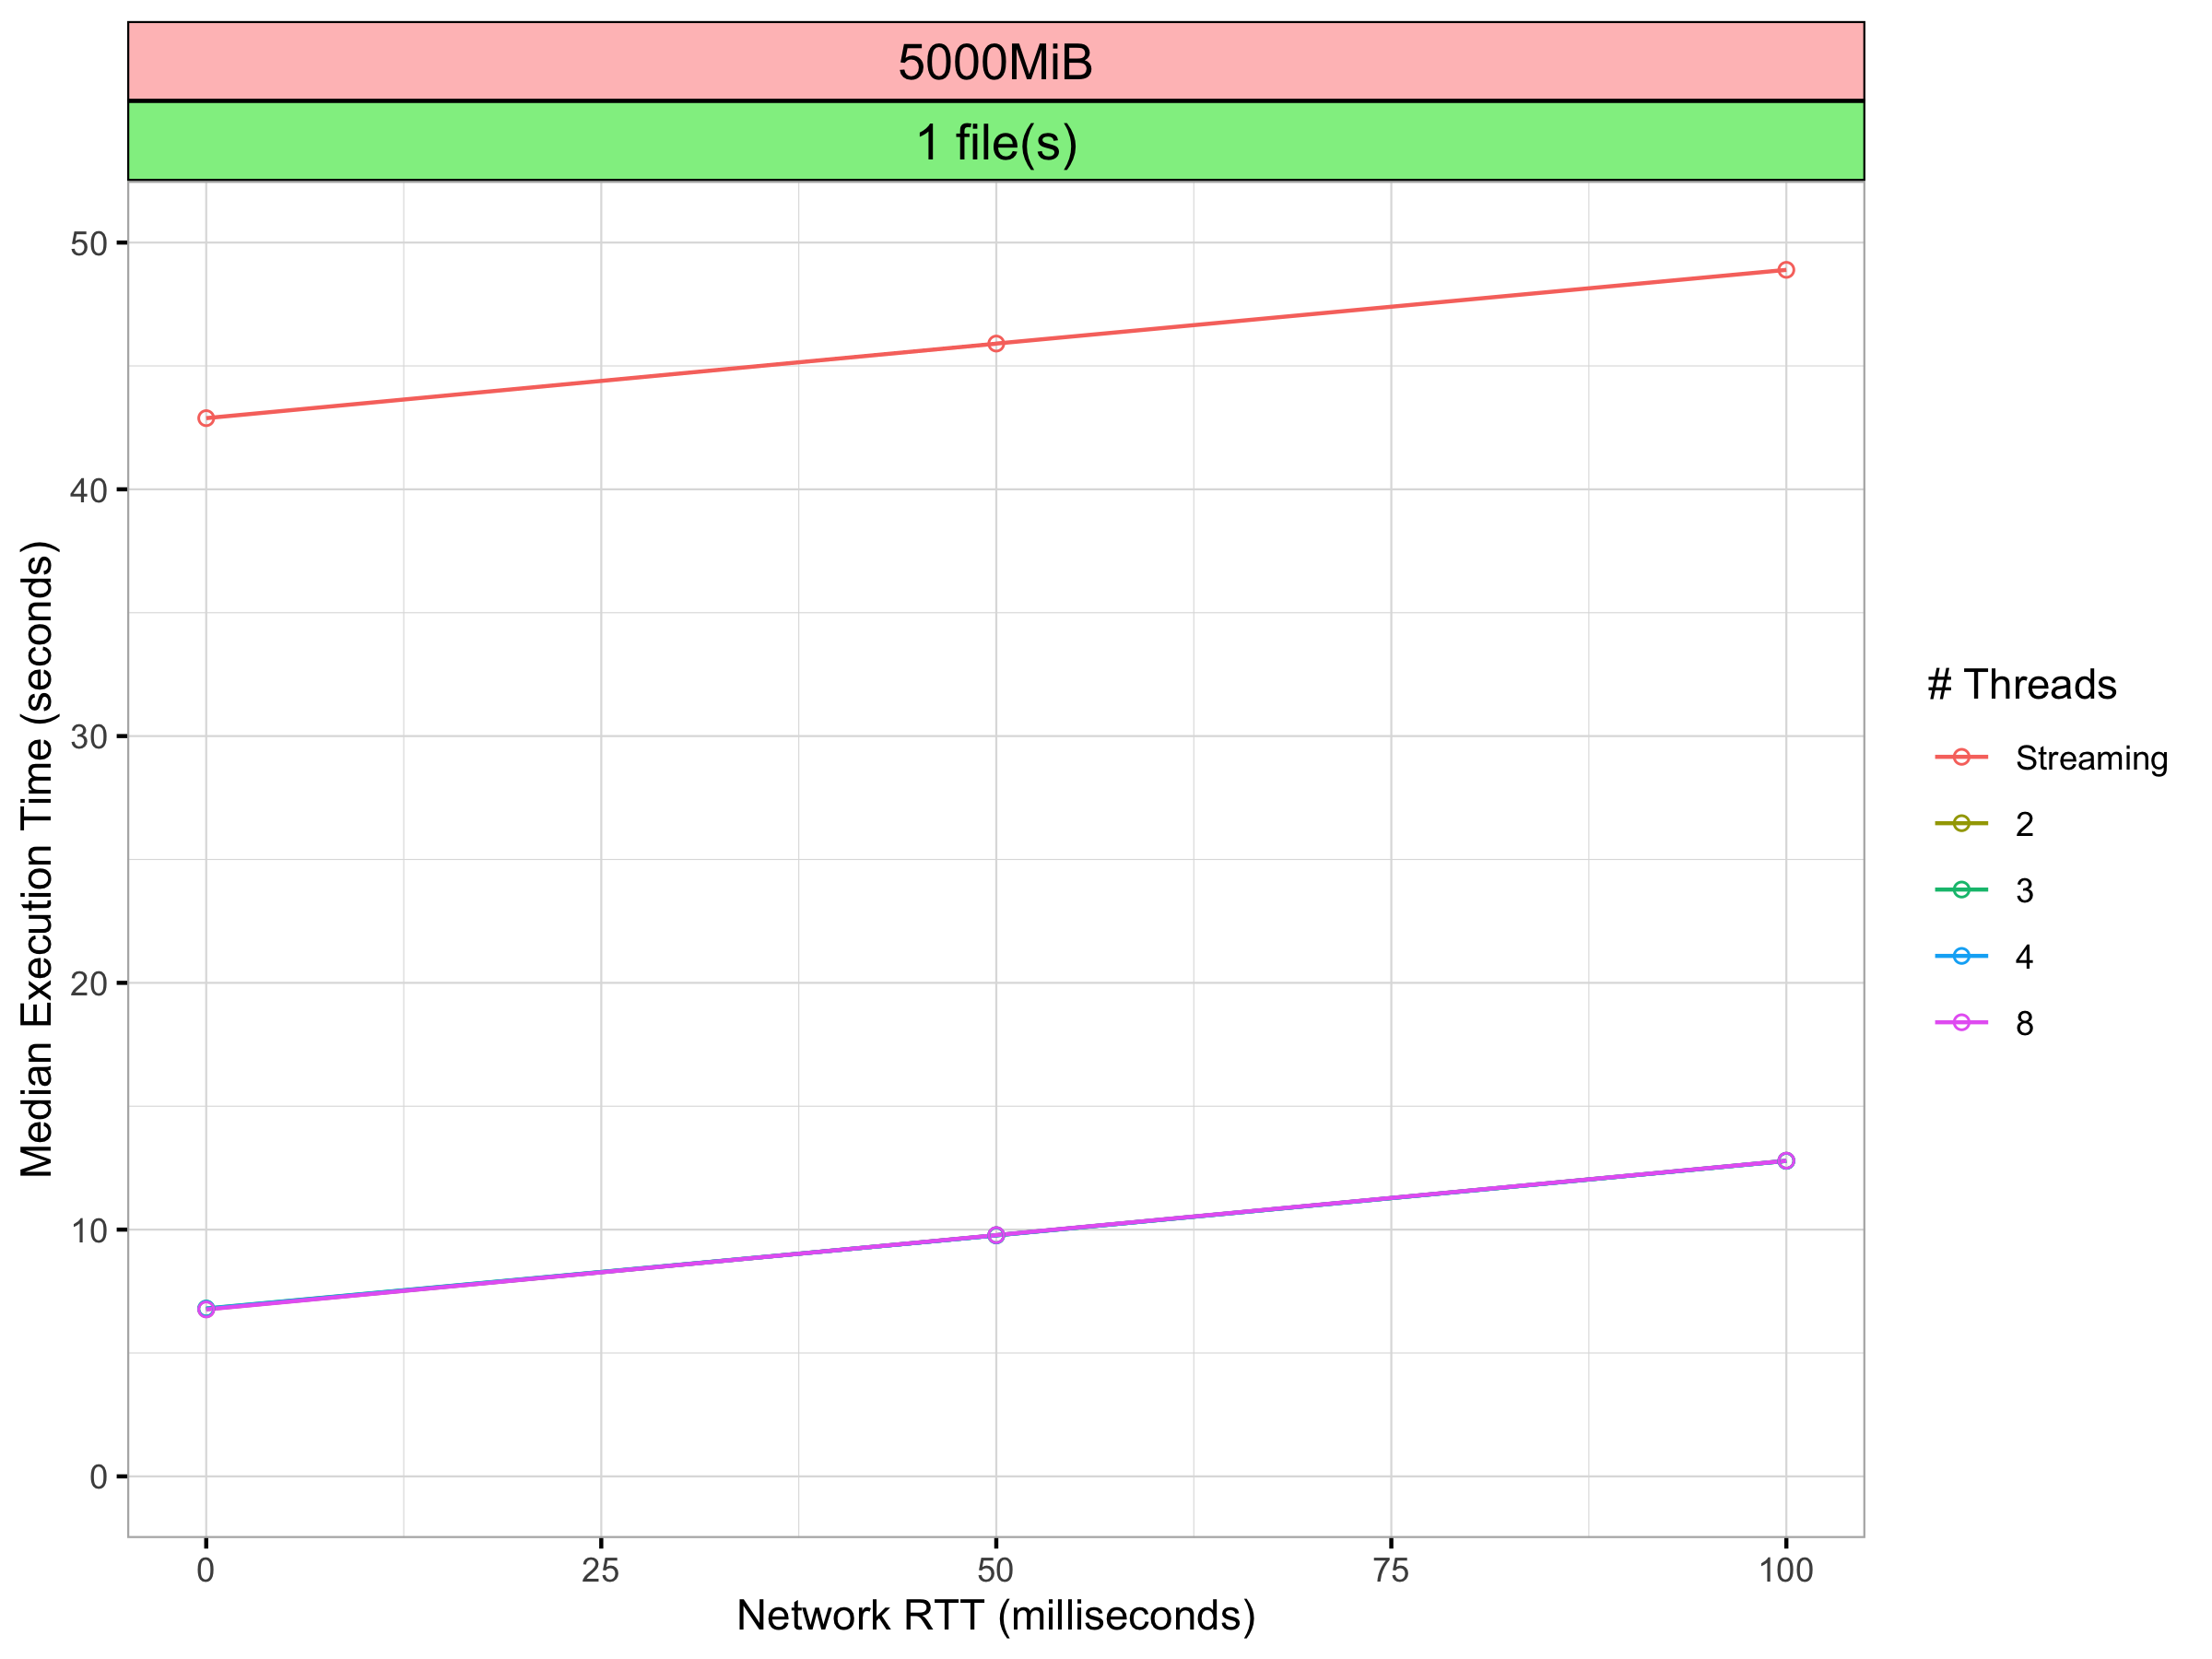 5000MiB
1 file(s)
Median Execution Time (seconds)
50
40
30
20
10
0
0 25 50 75 100
Network RTT (milliseconds)
# Threads
Streaming
2
3
4
8